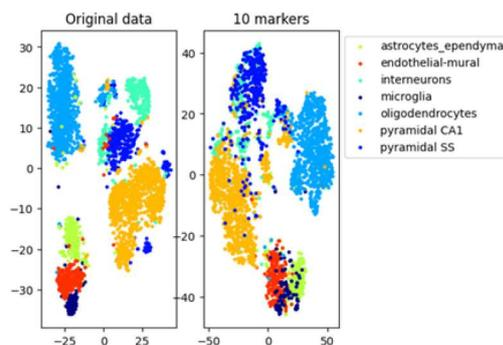 Original data
10 markers
30
20
10
0
−10
−20
−30
−25
0
25
40
20
0
−20
−40
−50
0
50
astrocytes_ependymal
endothelial-mural
interneurons
microglia
oligodendrocytes
pyramidal CA1
pyramidal SS